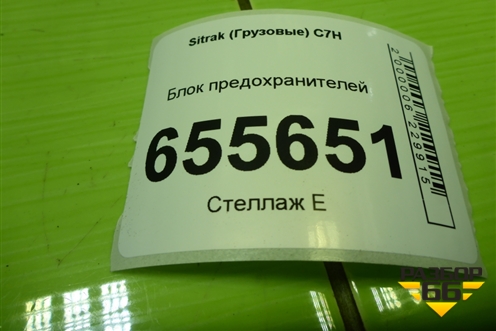 Sitrak (Грузовые) C7H
Блок предохранителей
655651
Стеллаж Е
2000006229915
РАЗБОР
66